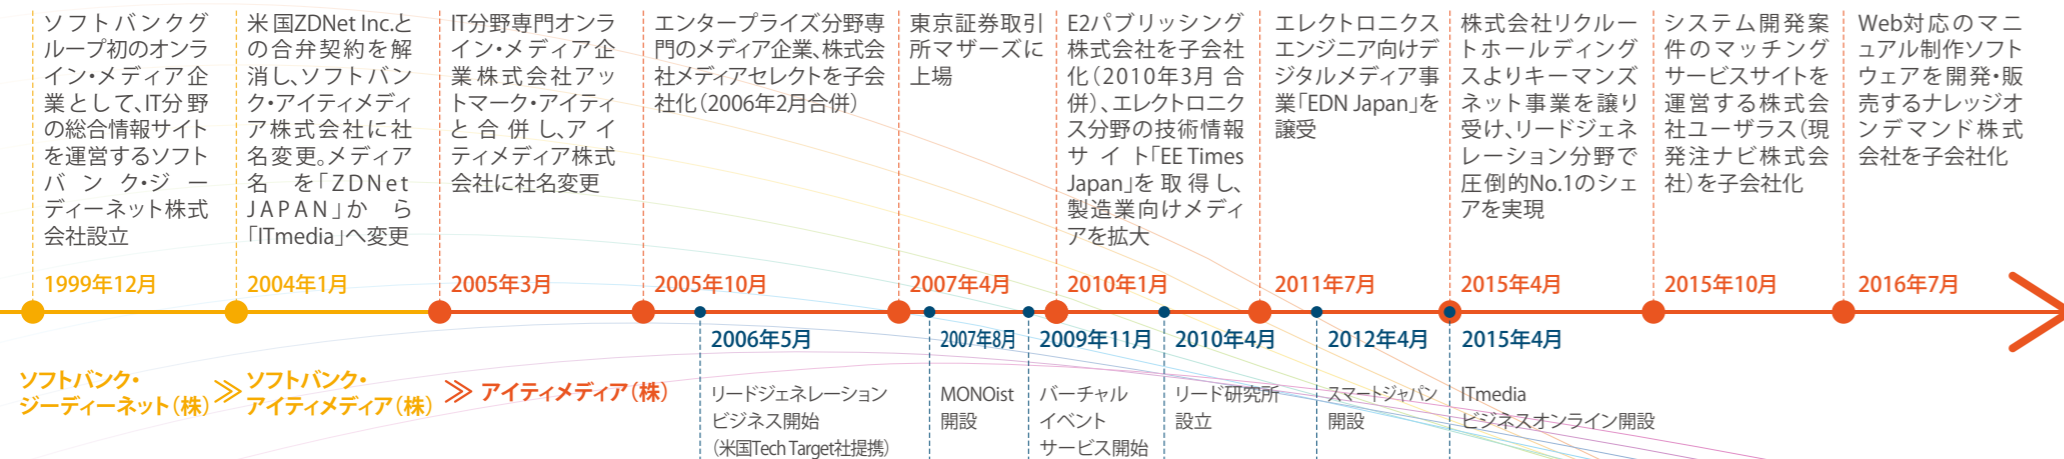 ソフトバンクグ
ループ初のオンラ
イン・メディア企
業として、IT分野
の総合情報サイト
を運営するソフト
バンク・ジー
ディーネット株式
会社設立
1999年12月
米国ZDNet Inc.と
の合弁契約を解
消し、ソフトバン
ク・アイティメディ
ア株式会社に社
名変更。メディア
名を「ZDNet
JAPAN」から
「ITmedia」へ変更
2004年1月
IT分野専門オンラ
イン・メディア企
業株式会社アッ
トマーク・アイティ
と合併し、アイ
ティメディア株式
会社に社名変更
2005年3月
エンタープライズ分野専
門のメディア企業、株式会
社メディアセレクトを子会
社化（2006年2月合併）
2005年10月
東京証券取引
所マザーズに
上場
2007年4月
E2パブリッシング
株式会社を子会社
化（2010年3月 合
併）、エレクトロニク
ス分野の技術情報
サイト「EE Times
Japan」を取得し、
製造業向けメディ
アを拡大
2010年1月
エレクトロニクス
エンジニア向けデ
ジタルメディア事
業「EDN Japan」を
譲受
2011年7月
株式会社リクルー
トホールディング
スよりキーマンズ
ネット事業を譲り
受け、リードジェネ
レーション分野で
圧倒的No.1のシェ
アを実現
2015年4月
システム開発案
件のマッチング
サービスサイトを
運営する株式会
社ユーザラス（現
発注ナビ株式会
社）を子会社化
2015年10月
Web対応のマニ
ュアル制作ソフト
ウェアを開発・販
売するナレッジオ
ンデマンド株式
会社を子会社化
2016年7月
ソフトバンク・
ジーディーネット（株）
≫
ソフトバンク・
アイティメディア（株）
≫
アイティメディア（株）
2006年5月
リードジェネレーション
ビジネス開始
（米国Tech Target社提携）
2007年8月
MONOist
開設
2009年11月
バーチャル
イベント
サービス開始
2010年4月
リード研究所
設立
2012年4月
スマートジャパン
開設
2015年4月
ITmedia
ビジネスオンライン開設